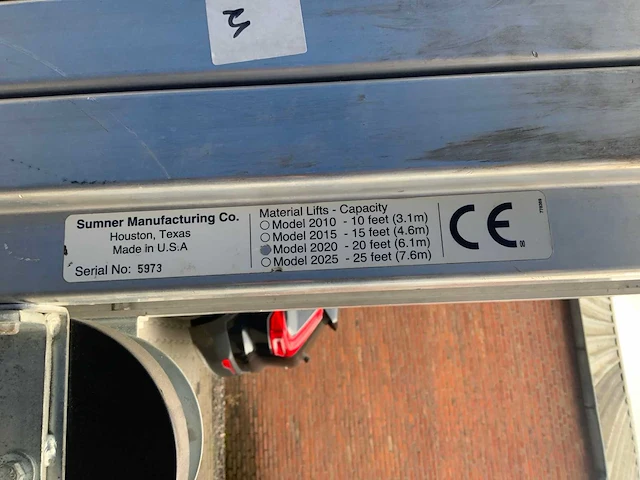 Sumner Manufacturing Co.
Houston, Texas
Made in U.S.A
Serial No: 5973
Material Lifts - Capacity
Model 2010 - 10 feet (3.1m)
Model 2015 - 15 feet (4.6m)
Model 2020 - 20 feet (6.1m)
Model 2025 - 25 feet (7.6m)
CE